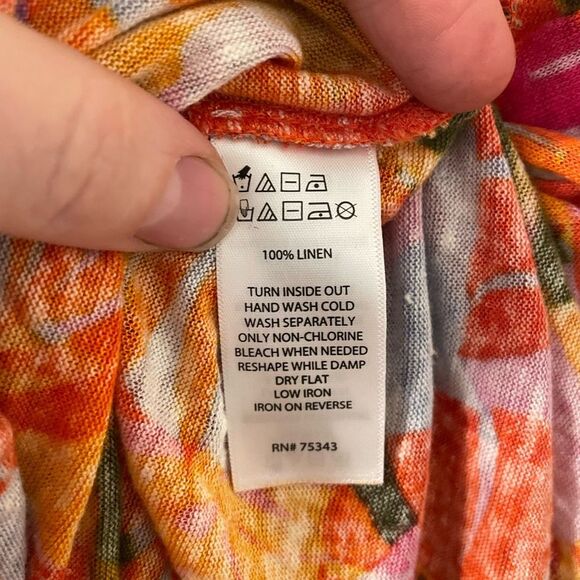 100% LINEN
TURN INSIDE OUT
HAND WASH COLD
WASH SEPARATELY
ONLY NON-CHLORINE
BLEACH WHEN NEEDED
RESHAPE WHILE DAMP
DRY FLAT
LOW IRON
IRON ON REVERSE
RN# 75343